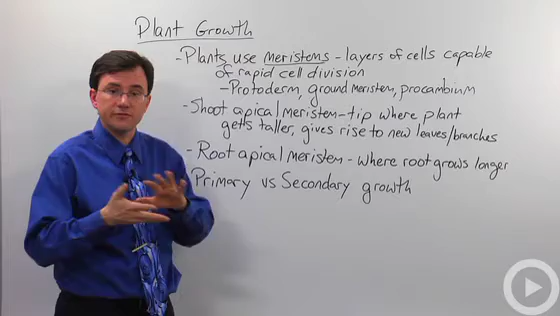 Plant Growth
-Plants use meristems - layers of cells capable
of rapid cell division
-Protoderm, ground meristem, procambium
-Shoot apical meristem-tip where plant
gets taller, gives rise to new leaves/branches
-Root apical meristem - where root grows longer
Primary vs Secondary growth